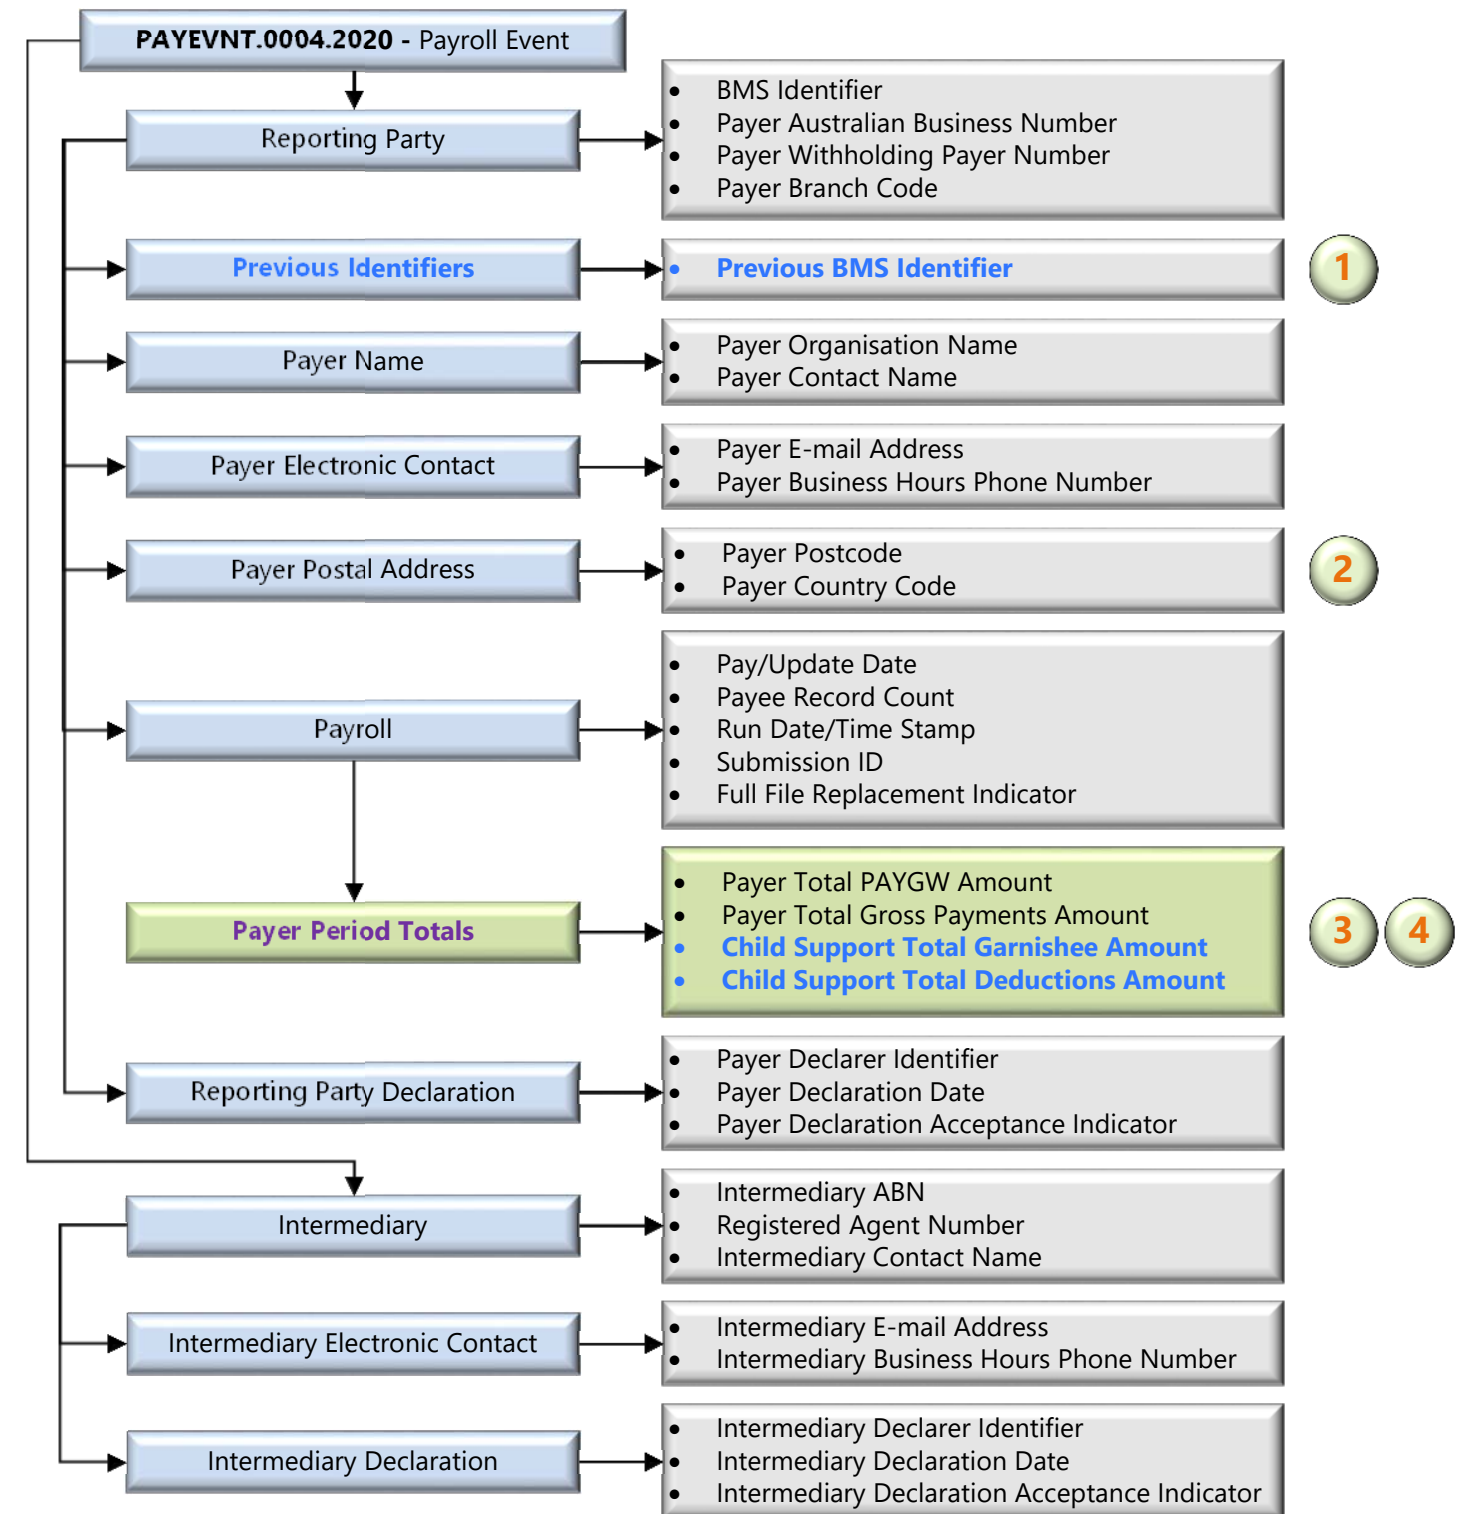 PAYEVNT.0004.2020 - Payroll Event
Reporting Party
• BMS Identifier
• Payer Australian Business Number
• Payer Withholding Payer Number
• Payer Branch Code
Previous Identifiers
• Previous BMS Identifier
1
Payer Name
• Payer Organisation Name
• Payer Contact Name
Payer Electronic Contact
• Payer E-mail Address
• Payer Business Hours Phone Number
Payer Postal Address
• Payer Postcode
• Payer Country Code
2
Payroll
• Pay/Update Date
• Payee Record Count
• Run Date/Time Stamp
• Submission ID
• Full File Replacement Indicator
Payer Period Totals
• Payer Total PAYGW Amount
• Payer Total Gross Payments Amount
• Child Support Total Garnishee Amount
• Child Support Total Deductions Amount
3 4
Reporting Party Declaration
• Payer Declarer Identifier
• Payer Declaration Date
• Payer Declaration Acceptance Indicator
Intermediary
• Intermediary ABN
• Registered Agent Number
• Intermediary Contact Name
Intermediary Electronic Contact
• Intermediary E-mail Address
• Intermediary Business Hours Phone Number
Intermediary Declaration
• Intermediary Declarer Identifier
• Intermediary Declaration Date
• Intermediary Declaration Acceptance Indicator